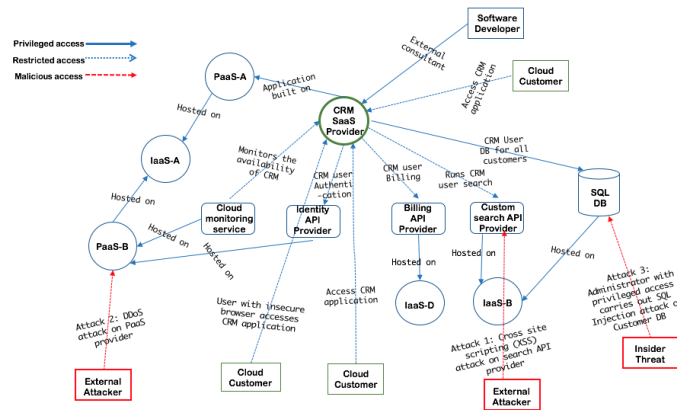 Privileged access
Restricted access
Malicious access
Software
Developer
External
consultant
Cloud
Customer
Access CRM
application
PaaS-A
Application
built on
CRM
SaaS
Provider
Hosted on
IaaS-A
Monitors the
availability
of CRM
CRM user
Authenti
-cation
CRM user
Billing
Runs CRM
user search
CRM User
DB for all
customers
SQL
DB
Hosted on
PaaS-B
Cloud
monitoring
service
Identity API
Provider
Billing API
Provider
Custom
search API
Provider
Hosted on
Hosted on
Hosted on
Hosted on
Hosted on
IaaS-D
IaaS-B
Attack 2: DDoS
attack on PaaS
provider
User with insecure
browser accesses
CRM application
Access CRM
application
Attack 1: Cross site
scripting (XSS)
attack on search API
provider
Attack 3:
Administrator with
privileged access
carries out SQL
Injection attack o
Customer DB
External
Attacker
Cloud
Customer
Cloud
Customer
External
Attacker
Insider
Threat